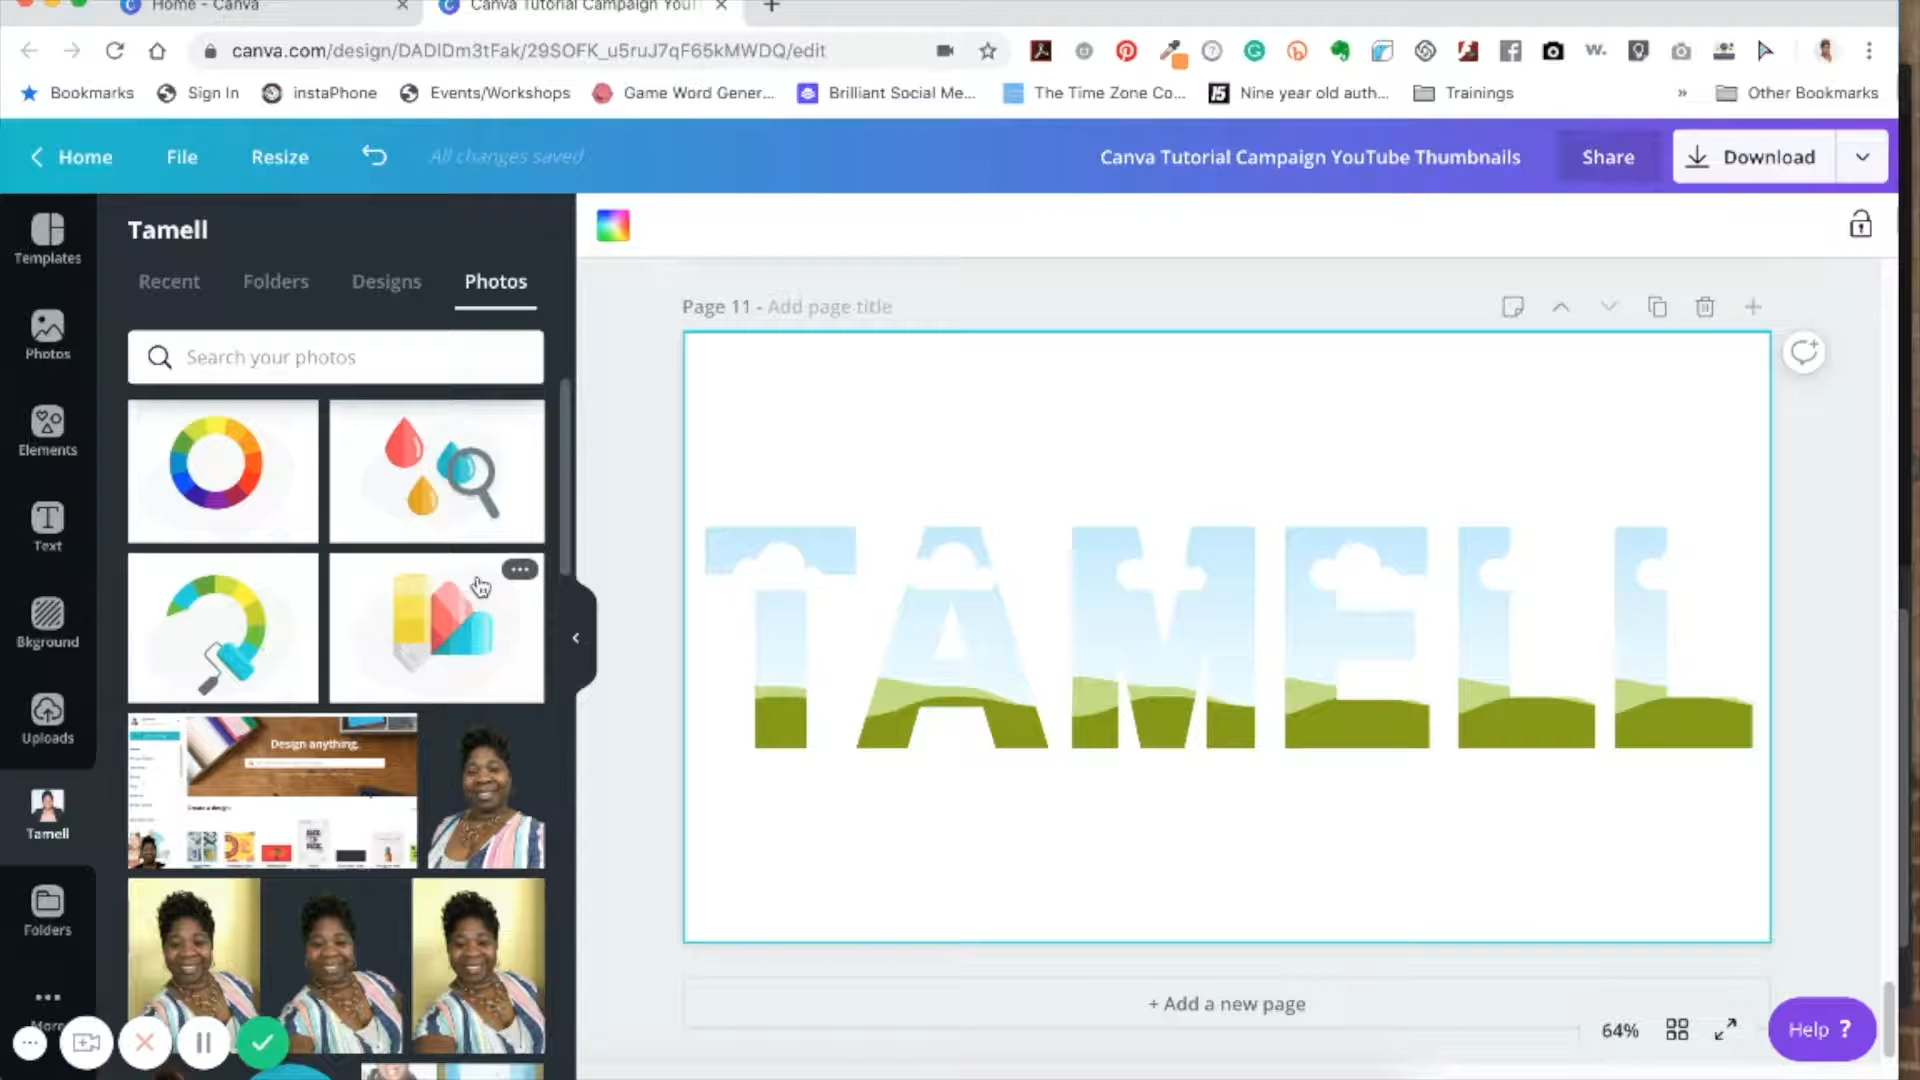 Home - Canva
Canva Tutorial Campaign YouT
canva.com/design/DADlDm3tFak/29SOFK_u5ruJ7qF65kMWDQ/edit
Bookmarks
Sign In
instaPhone
Events/Workshops
Game Word Gener...
Brilliant Social Me...
The Time Zone Co...
Nine year old auth...
Trainings
Other Bookmarks
Home
File
Resize
All changes saved
Canva Tutorial Campaign YouTube Thumbnails
Share
Download
Templates
Photos
Elements
Text
Bkground
Uploads
Tamell
Folders
More
Tamell
Recent
Folders
Designs
Photos
Search your photos
Design anything.
Create a design
Page 11 - Add page title
TAMELL
+ Add a new page
64%
Help ?